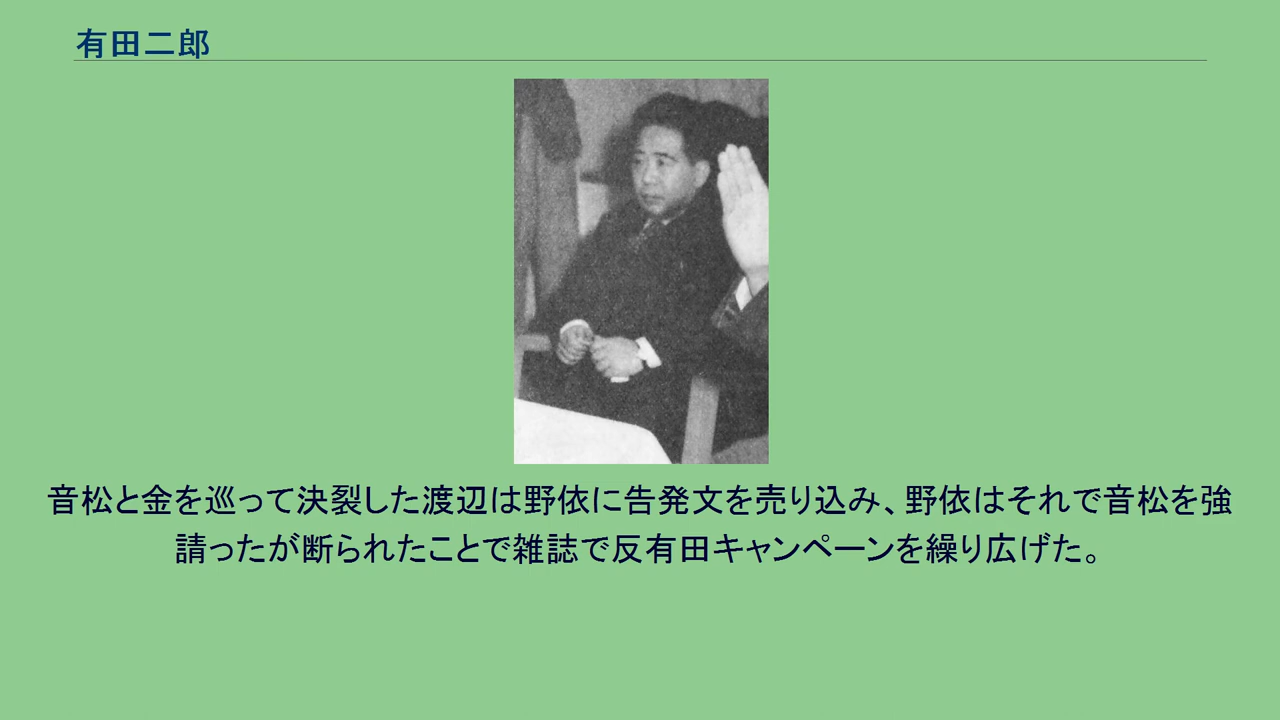 有田二郎
音松と金を巡って決裂した渡辺は野依に告発文を売り込み、野依はそれで音松を強
請ったが断られたことで雑誌で反有田キャンペーンを繰り広げた。